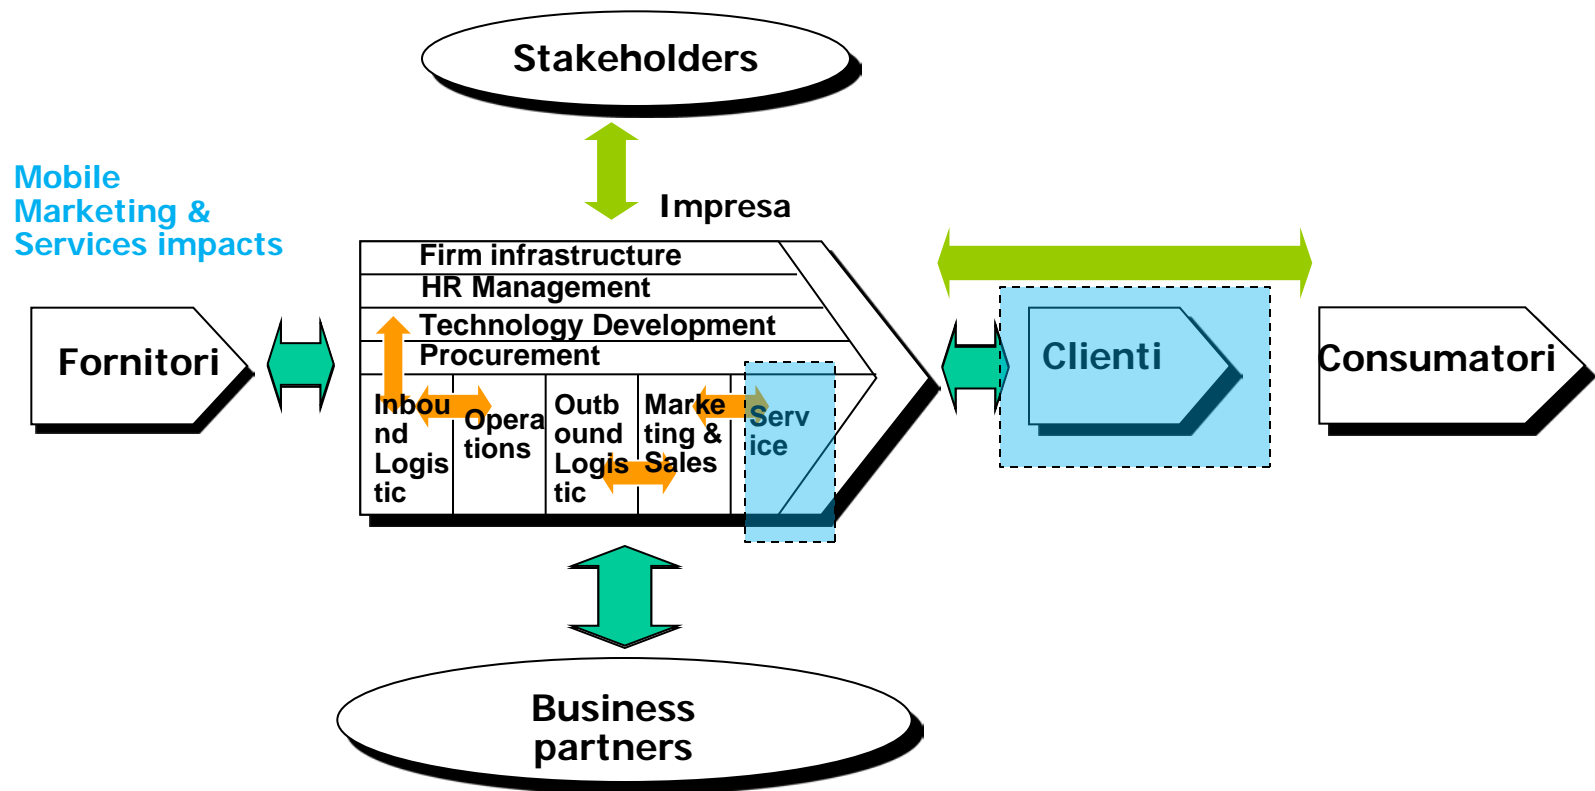 Stakeholders
Mobile
Marketing &
Services impacts
Impresa
Firm infrastructure
HR Management
Technology Development
Procurement
Fornitori
Clienti
Consumatori
Inbou
nd
Logis
tic
Opera
tions
Outb
ound
Logis
tic
Marke
ting &
Sales
Serv
ice
Business
partners